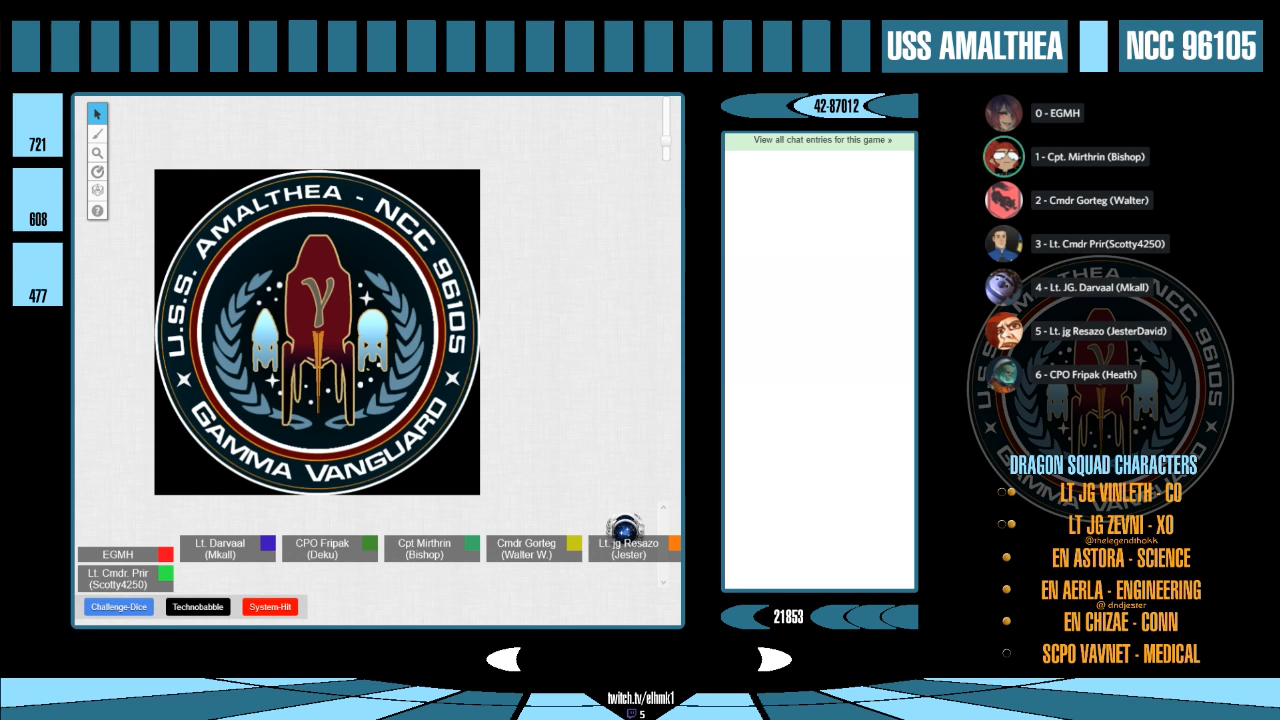 USS AMALTHEA
NCC 96105
721
608
477
U.S.S. AMALTHEA - NCC 96105
γ
GAMMA VANGUARD
EGMH
Lt. Darvaal
(Mkall)
CPO Fripak
(Deku)
Cpt Mirthrin
(Bishop)
Cmdr Gorteg
(Walter W.)
Lt. jg Resazo
(Jester)
Lt. Cmdr. Prir
(Scotty4250)
Challenge-Dice
Technobabble
System-Hit
42-87012
View all chat entries for this game »
21853
0 - EGMH
1 - Cpt. Mirthrin (Bishop)
2 - Cmdr Gorteg (Walter)
3 - Lt. Cmdr Prir(Scotty4250)
4 - Lt. JG. Darvaal (Mkall)
5 - Lt. jg Resazo (JesterDavid)
6 - CPO Fripak (Heath)
DRAGON SQUAD CHARACTERS
LT JG VINLETH - CO
LT JG ZEVNI - XO
@thelegendthokk
EN ASTORA - SCIENCE
EN AERLA - ENGINEERING
@dndjester
EN CHIZAE - CONN
SCPO VAVNET - MEDICAL
twitch.tv/elhmk1
5